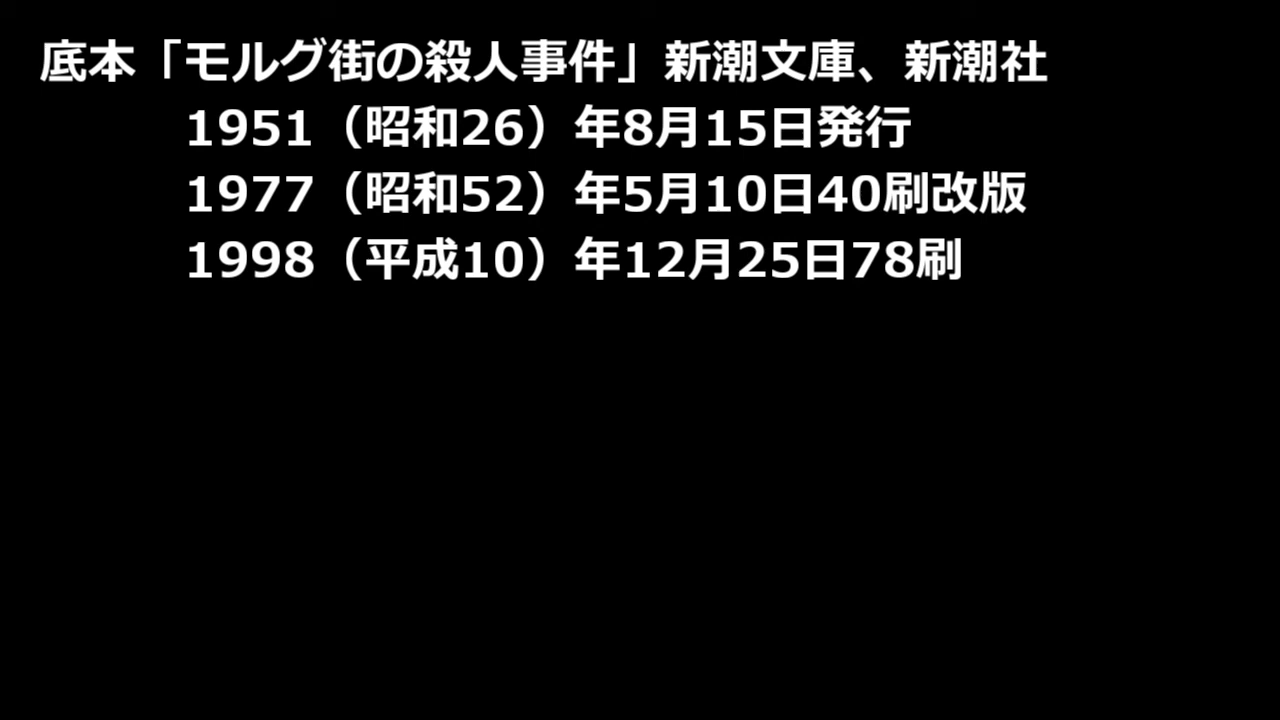 底本「モルグ街の殺人事件」新潮文庫、新潮社
1951（昭和26）年8月15日発行
1977（昭和52）年5月10日40刷改版
1998（平成10）年12月25日78刷